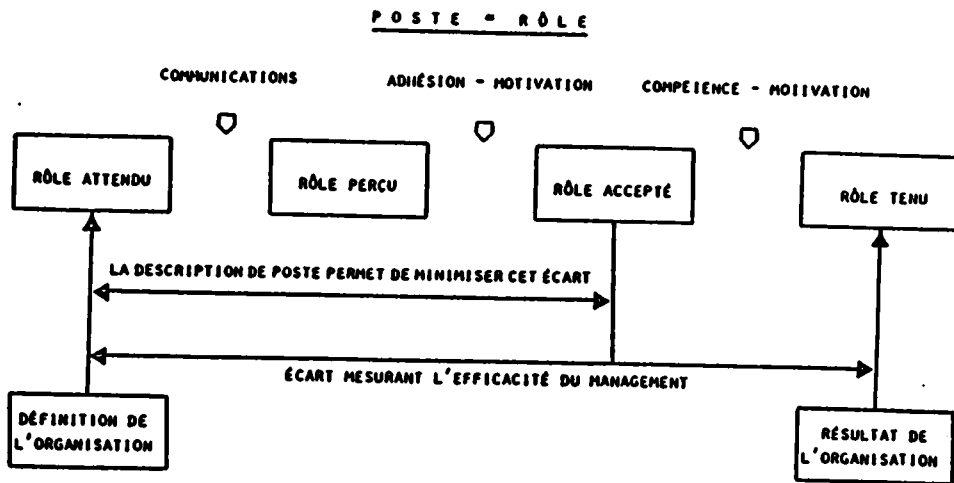 POSTE = RÔLE
COMMUNICATIONS
ADHÉSION - MOTIVATION
COMPETENCE - MOTIVATION
RÔLE ATTENDU
RÔLE PERÇU
RÔLE ACCEPTÉ
RÔLE TENU
LA DESCRIPTION DE POSTE PERMET DE MINIMISER CET ÉCART
ÉCART MESURANT L'EFFICACITÉ DU MANAGEMENT
DÉFINITION DE
L'ORGANISATION
RÉSULTAT DE
L'ORGANISATION